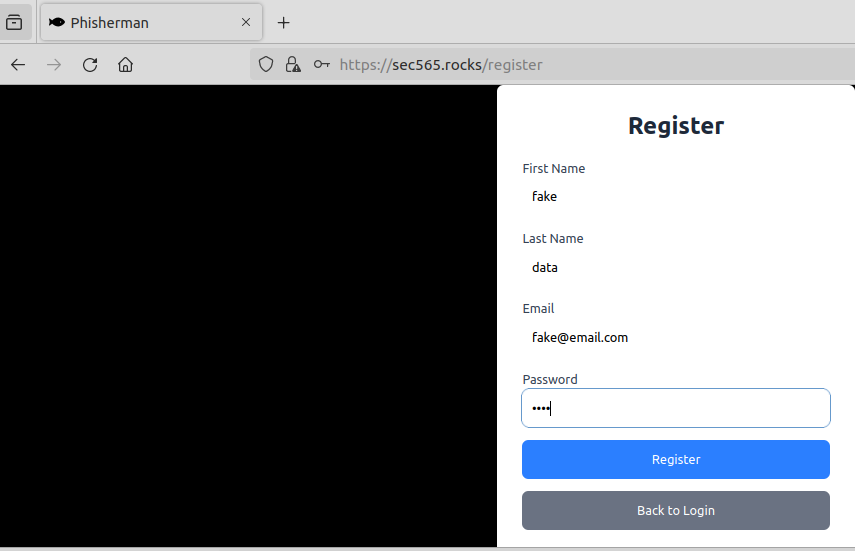 Phisherman
https://sec565.rocks/register
Register
First Name
fake
Last Name
data
Email
fake@email.com
Password
••••
Register
Back to Login